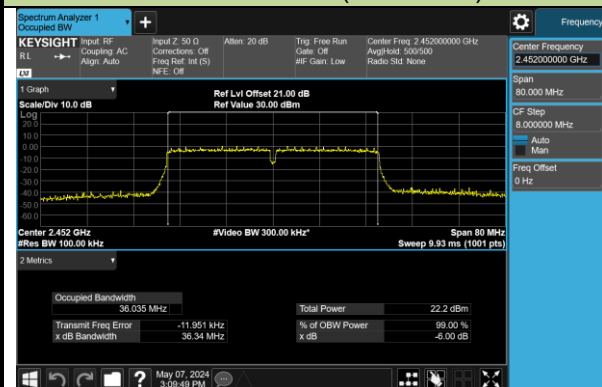 Spectrum Analyzer 1
Occupied BW
+
Frequency
KEYSIGHT
RL
LXI
Input: RF
Coupling: AC
Align: Auto
Input Z: 50 Ω
Corrections: Off
Freq Ref: Int (S)
NFE: Off
Atten: 20 dB
Trig: Free Run
Gate: Off
#IF Gain: Low
Center Freq: 2.452000000 GHz
Avg|Hold: 500/500
Radio Std: None
Center Frequency
2.452000000 GHz
Span
80.000 MHz
CF Step
8.000000 MHz
Auto
Man
Freq Offset
0 Hz
1 Graph
Scale/Div 10.0 dB
Ref Lvl Offset 21.00 dB
Ref Value 30.00 dBm
Log
20.0
10.0
0.00
-10.0
-20.0
-30.0
-40.0
-50.0
-60.0
Center 2.452 GHz
#Res BW 100.00 kHz
#Video BW 300.00 kHz*
Span 80 MHz
Sweep 9.93 ms (1001 pts)
2 Metrics
Occupied Bandwidth
36.035 MHz
Total Power 22.2 dBm
Transmit Freq Error -11.951 kHz
% of OBW Power 99.00 %
x dB Bandwidth 36.34 MHz
x dB -6.00 dB
?
May 07, 2024
3:09:49 PM